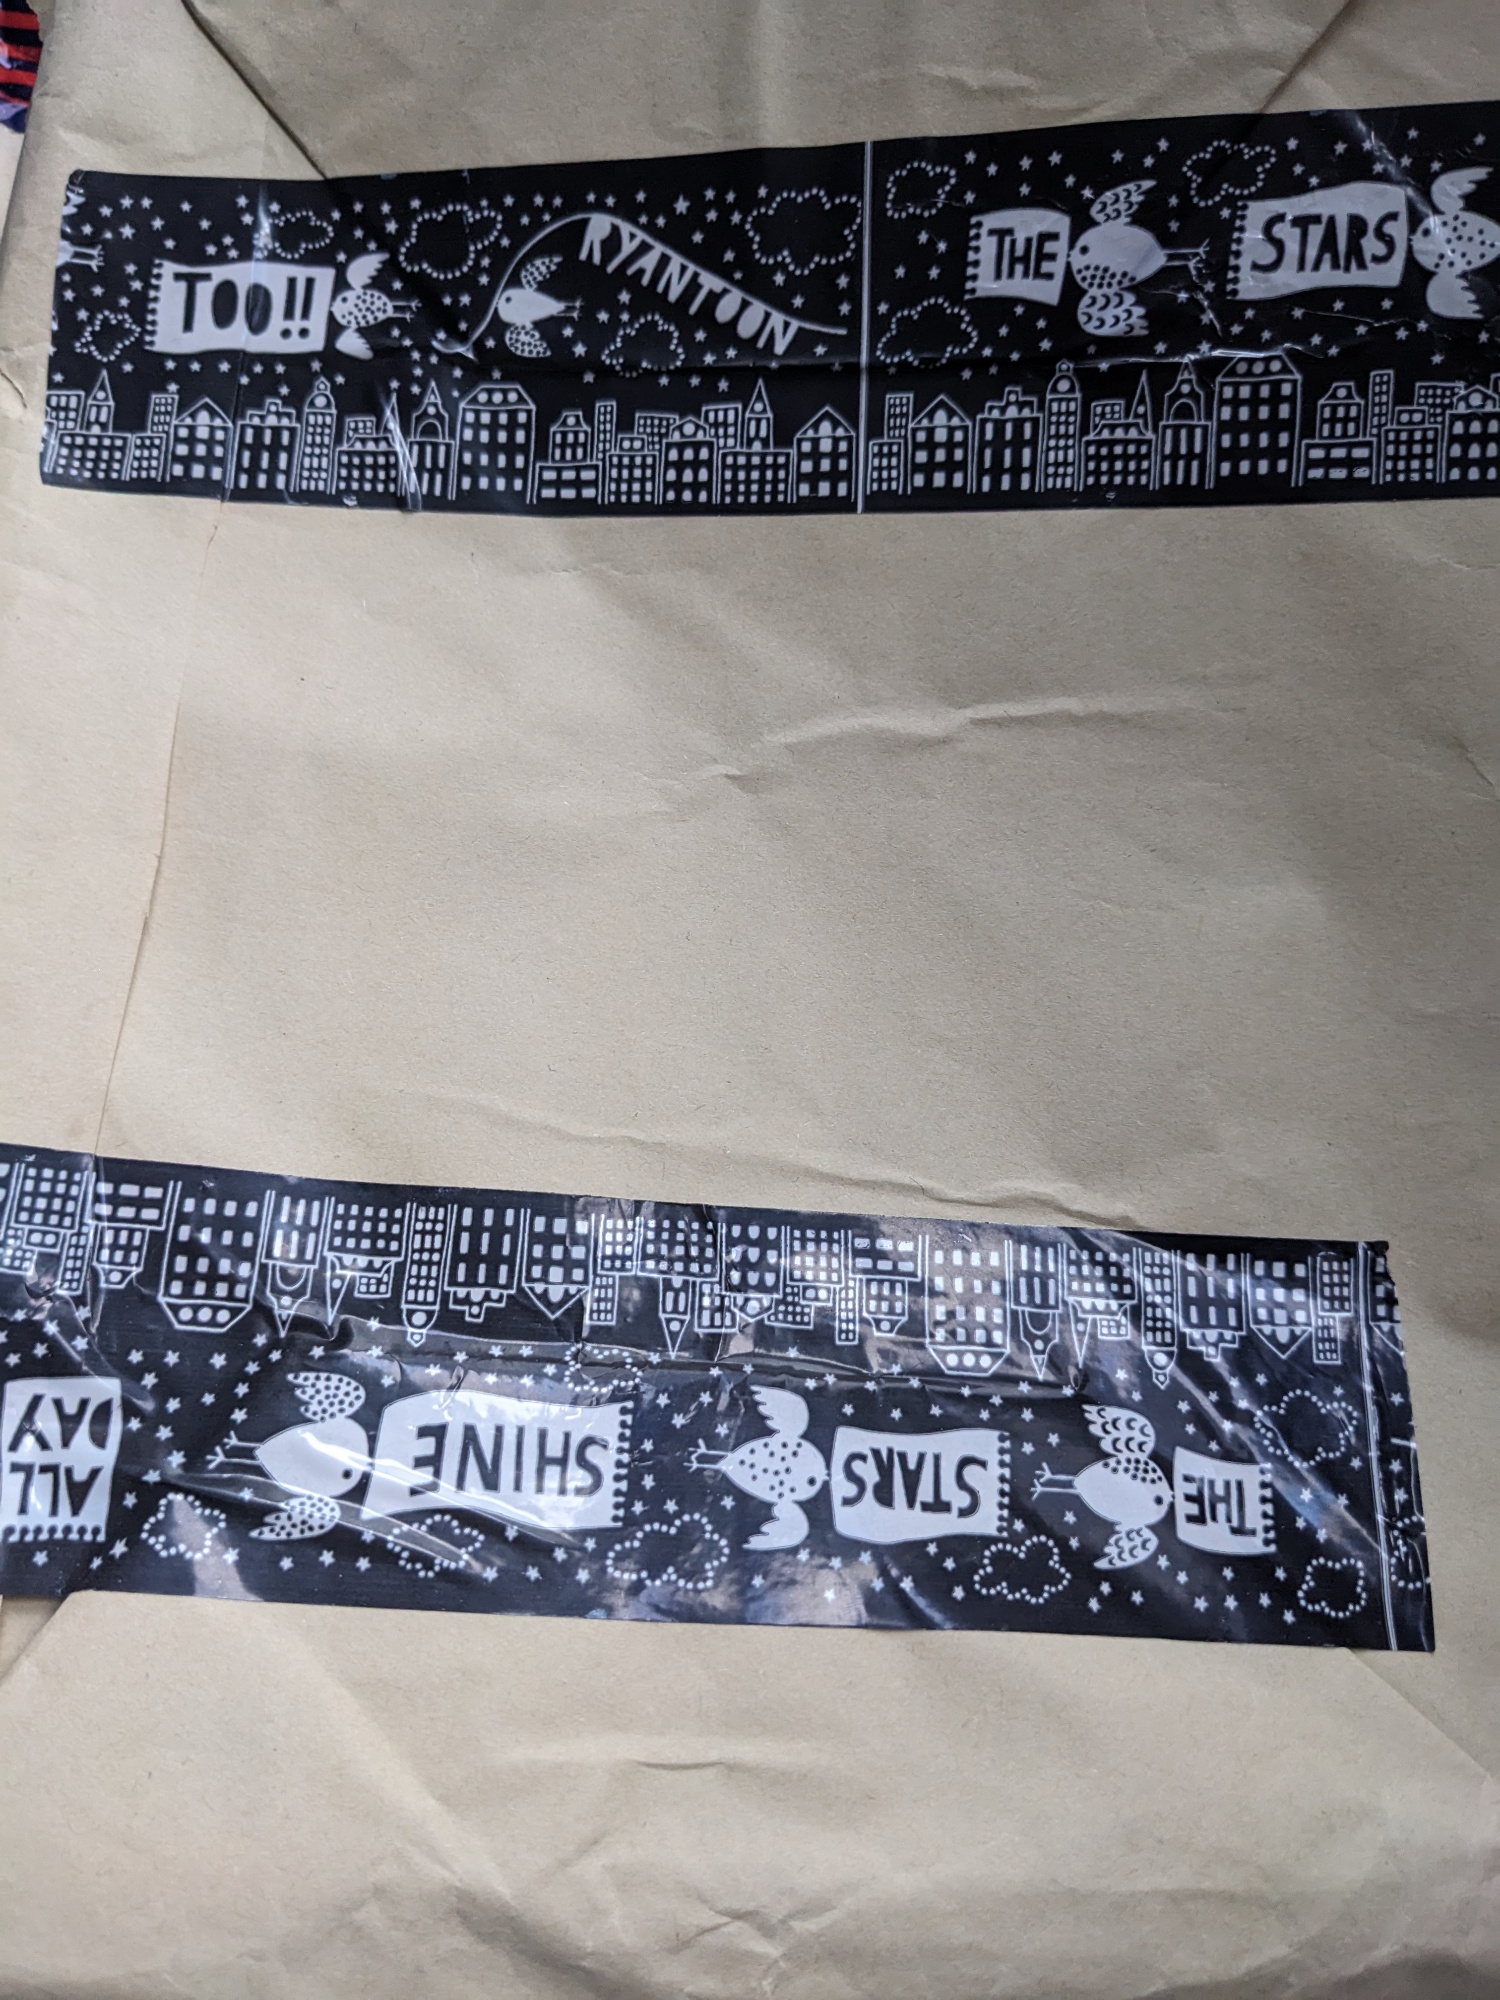 TOO!!
RYANTOON
THE
STARS
THE
STARS
SHINE
ALL
DAY